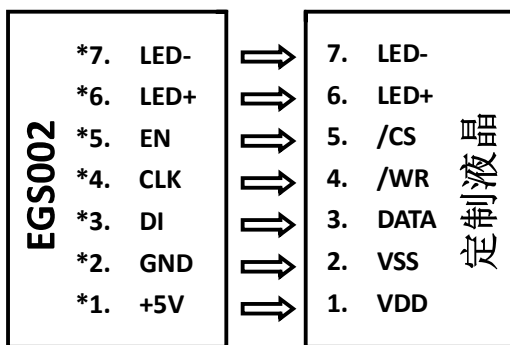 EGS002
*7. LED-
*6. LED+
*5. EN
*4. CLK
*3. DI
*2. GND
*1. +5V
7. LED-
6. LED+
5. /CS
4. /WR
3. DATA
2. VSS
1. VDD
定制液晶